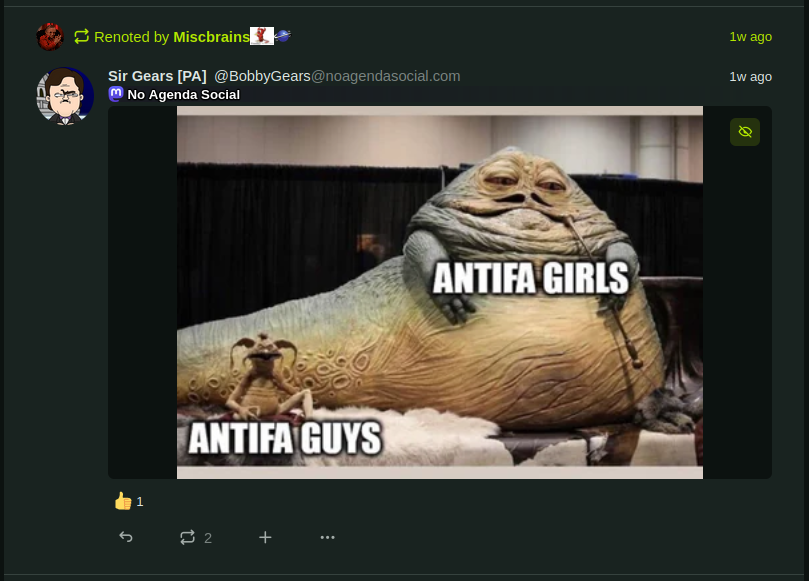 Renoted by Miscbrains 1w ago
Sir Gears [PA] @BobbyGears@noagendasocial.com 1w ago
No Agenda Social
ANTIFA GIRLS
ANTIFA GUYS
1
2